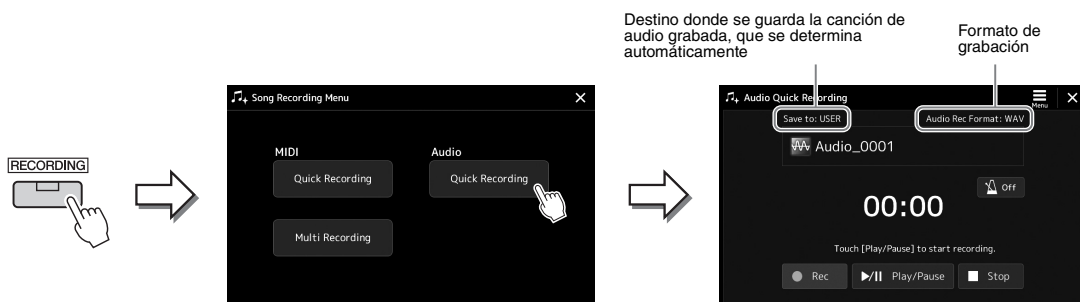 Destino donde se guarda la canción de
audio grabada, que se determina
automáticamente
Formato de
grabación
RECORDING
Song Recording Menu
MIDI
Audio
Quick Recording
Quick Recording
Multi Recording
Audio Quick Recording
Menu
Save to: USER
Audio Rec Format: WAV
Audio_0001
Off
00:00
Touch [Play/Pause] to start recording.
Rec
Play/Pause
Stop